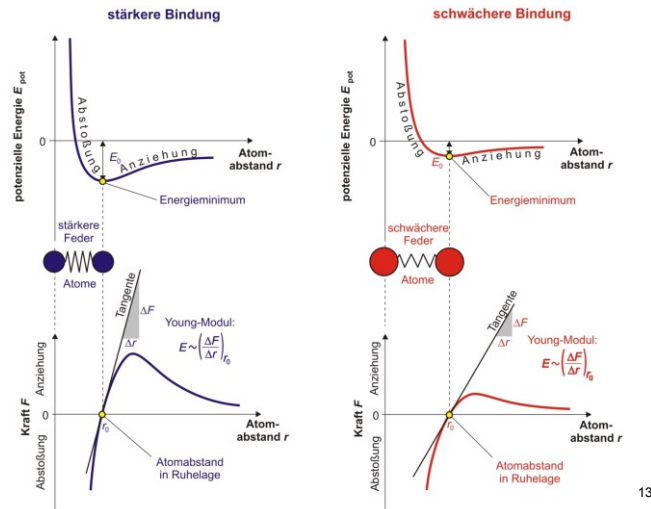 stärkere Bindung
potenzielle Energie E pot
0
Abstoßung
E₀
Anziehung
Atom-
abstand r
Energieminimum
stärkere
Feder
Atome
Tangente
ΔF
Δr
Young-Modul:
E~(ΔF/Δr)r₀
Kraft F
Anziehung
Abstoßung
0
r₀
Atom-
abstand r
Atomabstand
in Ruhelage
schwächere Bindung
potenzielle Energie E pot
0
Abstoßung
E₀
Anziehung
Atom-
abstand r
Energieminimum
schwächere
Feder
Atome
Tangente
ΔF
Δr
Young-Modul:
E~(ΔF/Δr)r₀
Kraft F
Anziehung
Abstoßung
0
r₀
Atom-
abstand r
Atomabstand
in Ruhelage
13